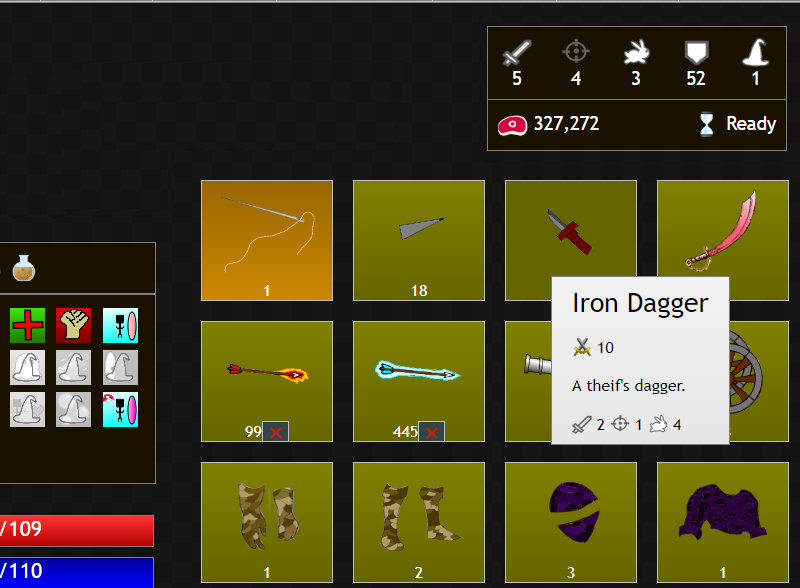 5 4 3 52 1
327,272 Ready
1 18
Iron Dagger
10
A theif's dagger.
2 1 4
99 445
/109
/110
1 2 3 1